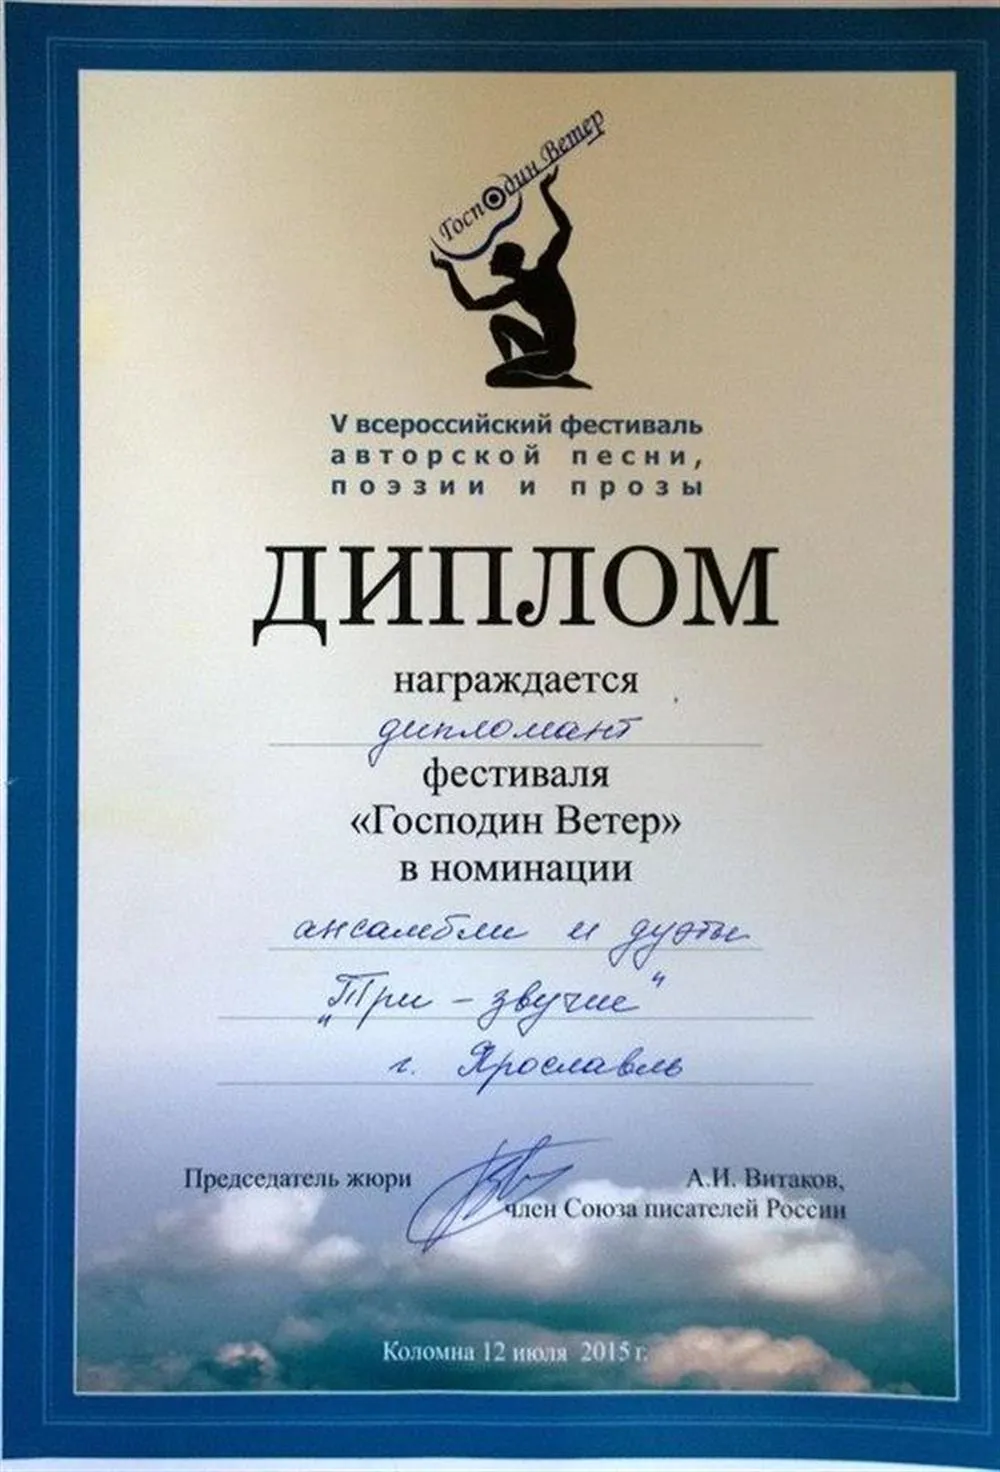 Господин Ветер
V всероссийский фестиваль
авторской песни,
поэзии и прозы
ДИПЛОМ
награждается
дипломант
фестиваля
«Господин Ветер»
в номинации
ансамбли и дуэты
„Три - звучие“
г. Ярославль
Председатель жюри А.И. Витаков,
член Союза писателей России
Коломна 12 июля 2015 г.